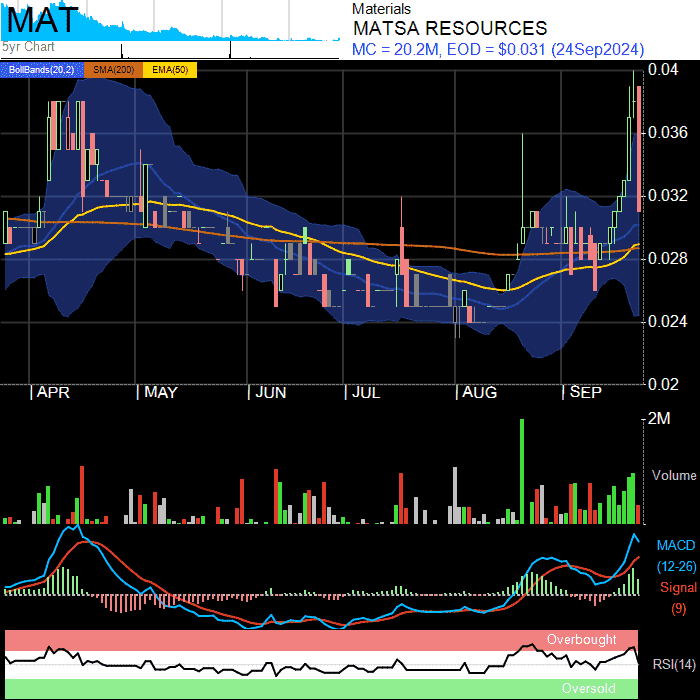 MAT
5yr Chart
Materials
MATSA RESOURCES
MC = 20.2M, EOD = $0.031 (24Sep2024)
BollBands(20,2) SMA(200) EMA(50)
0.04
0.036
0.032
0.028
0.024
0.02
APR MAY JUN JUL AUG SEP
2M
Volume
MACD
(12-26)
Signal
(9)
Overbought
RSI(14)
Oversold